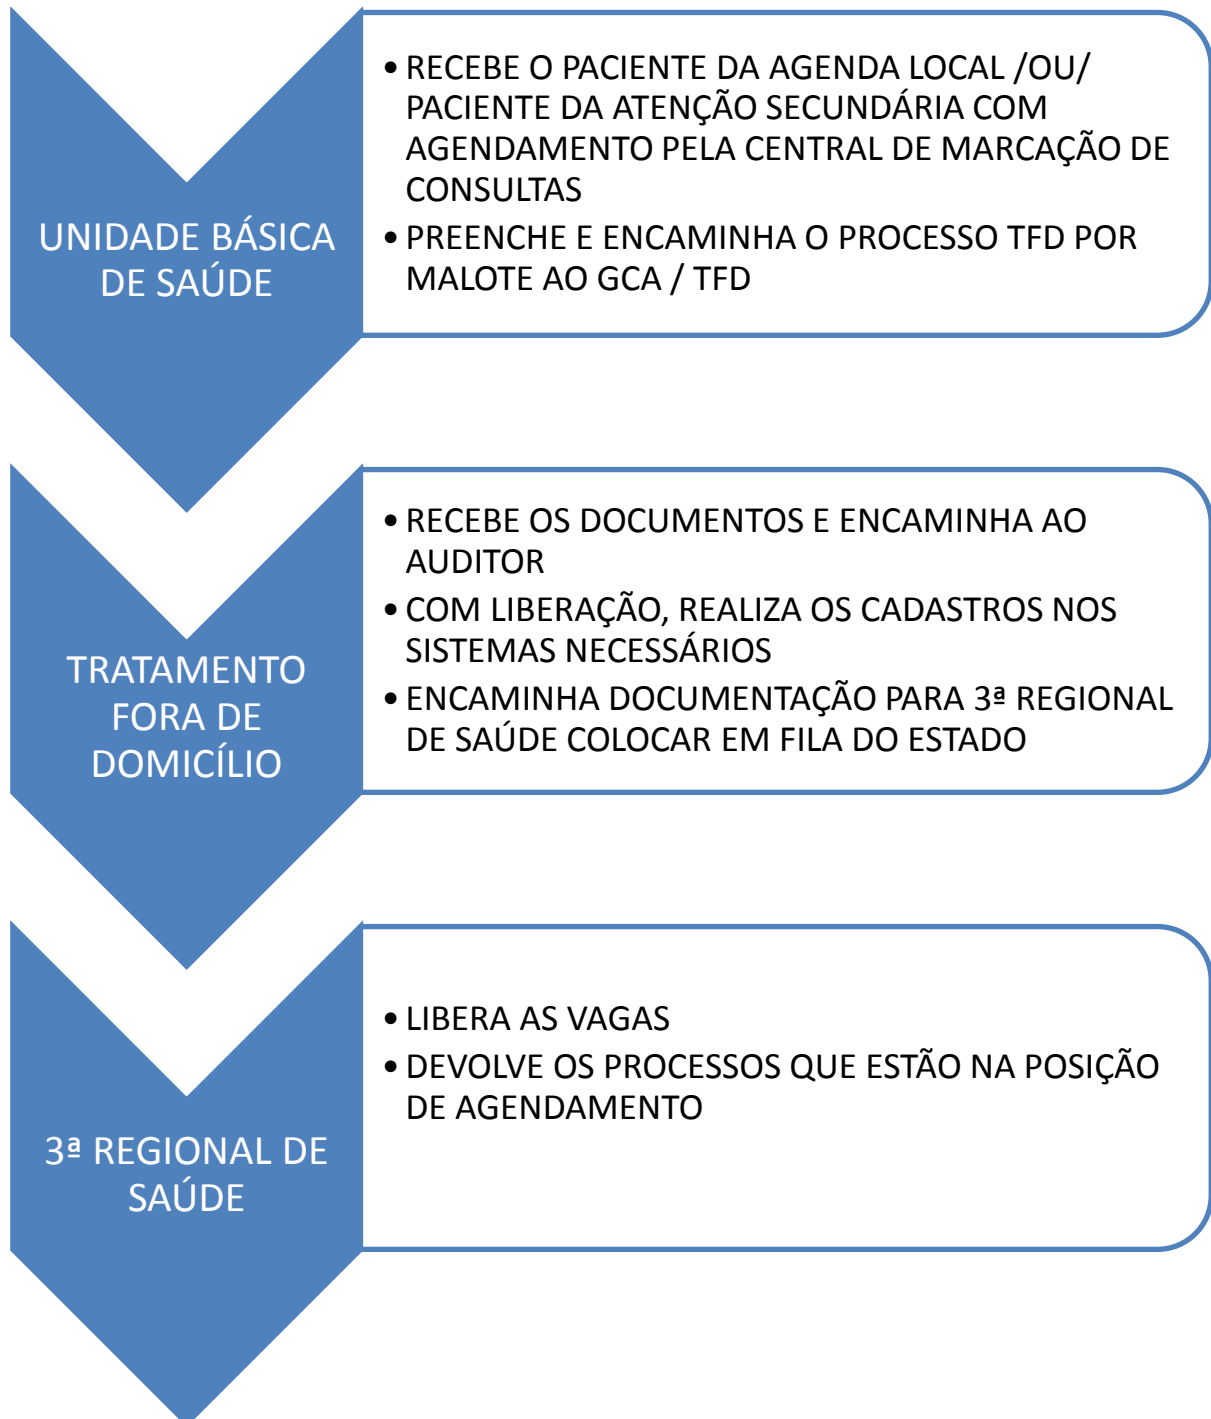 UNIDADE BÁSICA
DE SAÚDE
• RECEBE O PACIENTE DA AGENDA LOCAL /OU/
PACIENTE DA ATENÇÃO SECUNDÁRIA COM
AGENDAMENTO PELA CENTRAL DE MARCAÇÃO DE
CONSULTAS
• PREENCHE E ENCAMINHA O PROCESSO TFD POR
MALOTE AO GCA / TFD
TRATAMENTO
FORA DE
DOMICÍLIO
• RECEBE OS DOCUMENTOS E ENCAMINHA AO
AUDITOR
• COM LIBERAÇÃO, REALIZA OS CADASTROS NOS
SISTEMAS NECESSÁRIOS
• ENCAMINHA DOCUMENTAÇÃO PARA 3ª REGIONAL
DE SAÚDE COLOCAR EM FILA DO ESTADO
3ª REGIONAL DE
SAÚDE
• LIBERA AS VAGAS
• DEVOLVE OS PROCESSOS QUE ESTÃO NA POSIÇÃO
DE AGENDAMENTO